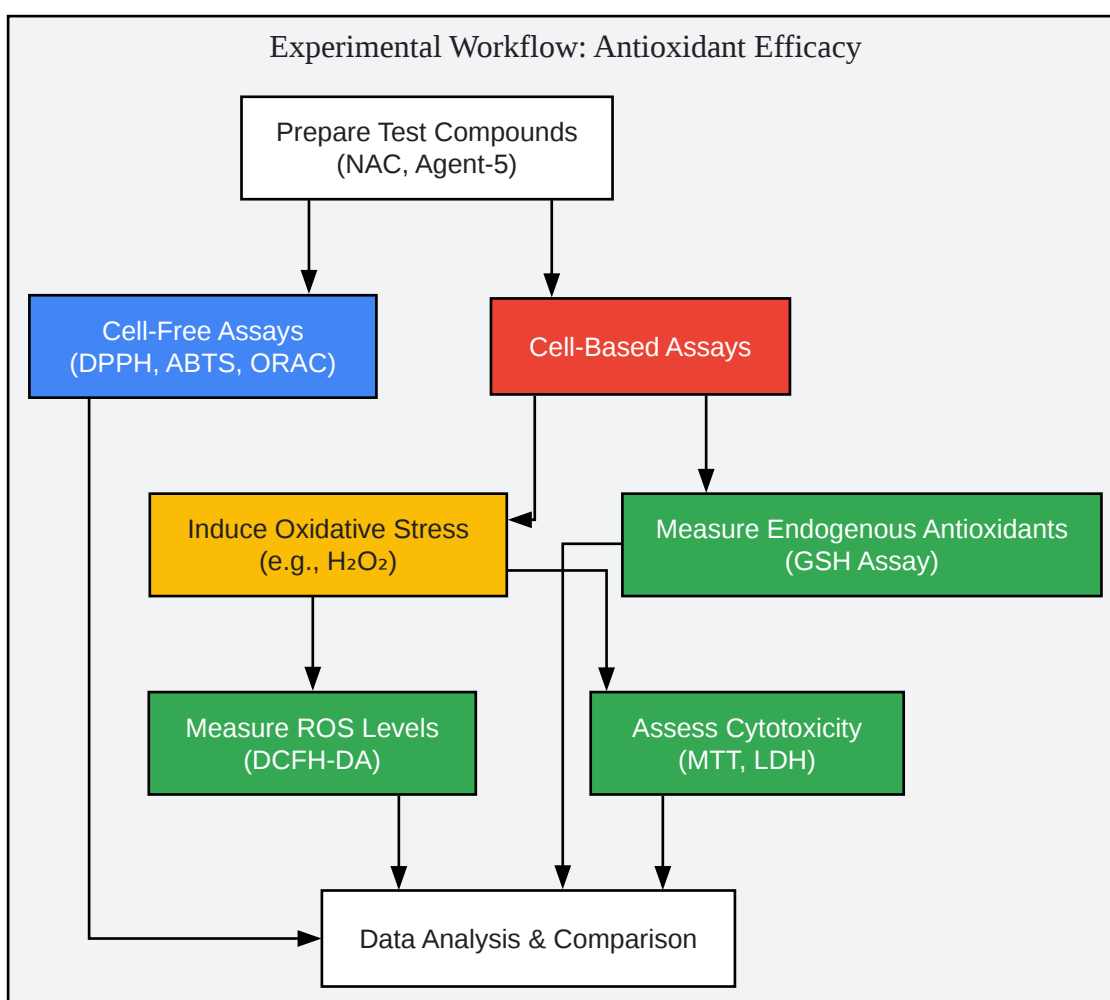 Experimental Workflow: Antioxidant Efficacy
Prepare Test Compounds
(NAC, Agent-5)
Cell-Free Assays
(DPPH, ABTS, ORAC)
Cell-Based Assays
Induce Oxidative Stress
(e.g., H₂O₂)
Measure Endogenous Antioxidants
(GSH Assay)
Measure ROS Levels
(DCFH-DA)
Assess Cytotoxicity
(MTT, LDH)
Data Analysis & Comparison